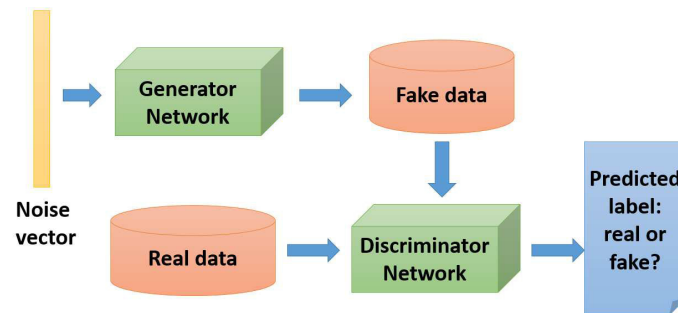 Generator
Network
Fake data
Noise
vector
Real data
Discriminator
Network
Predicted
label:
real or
fake?